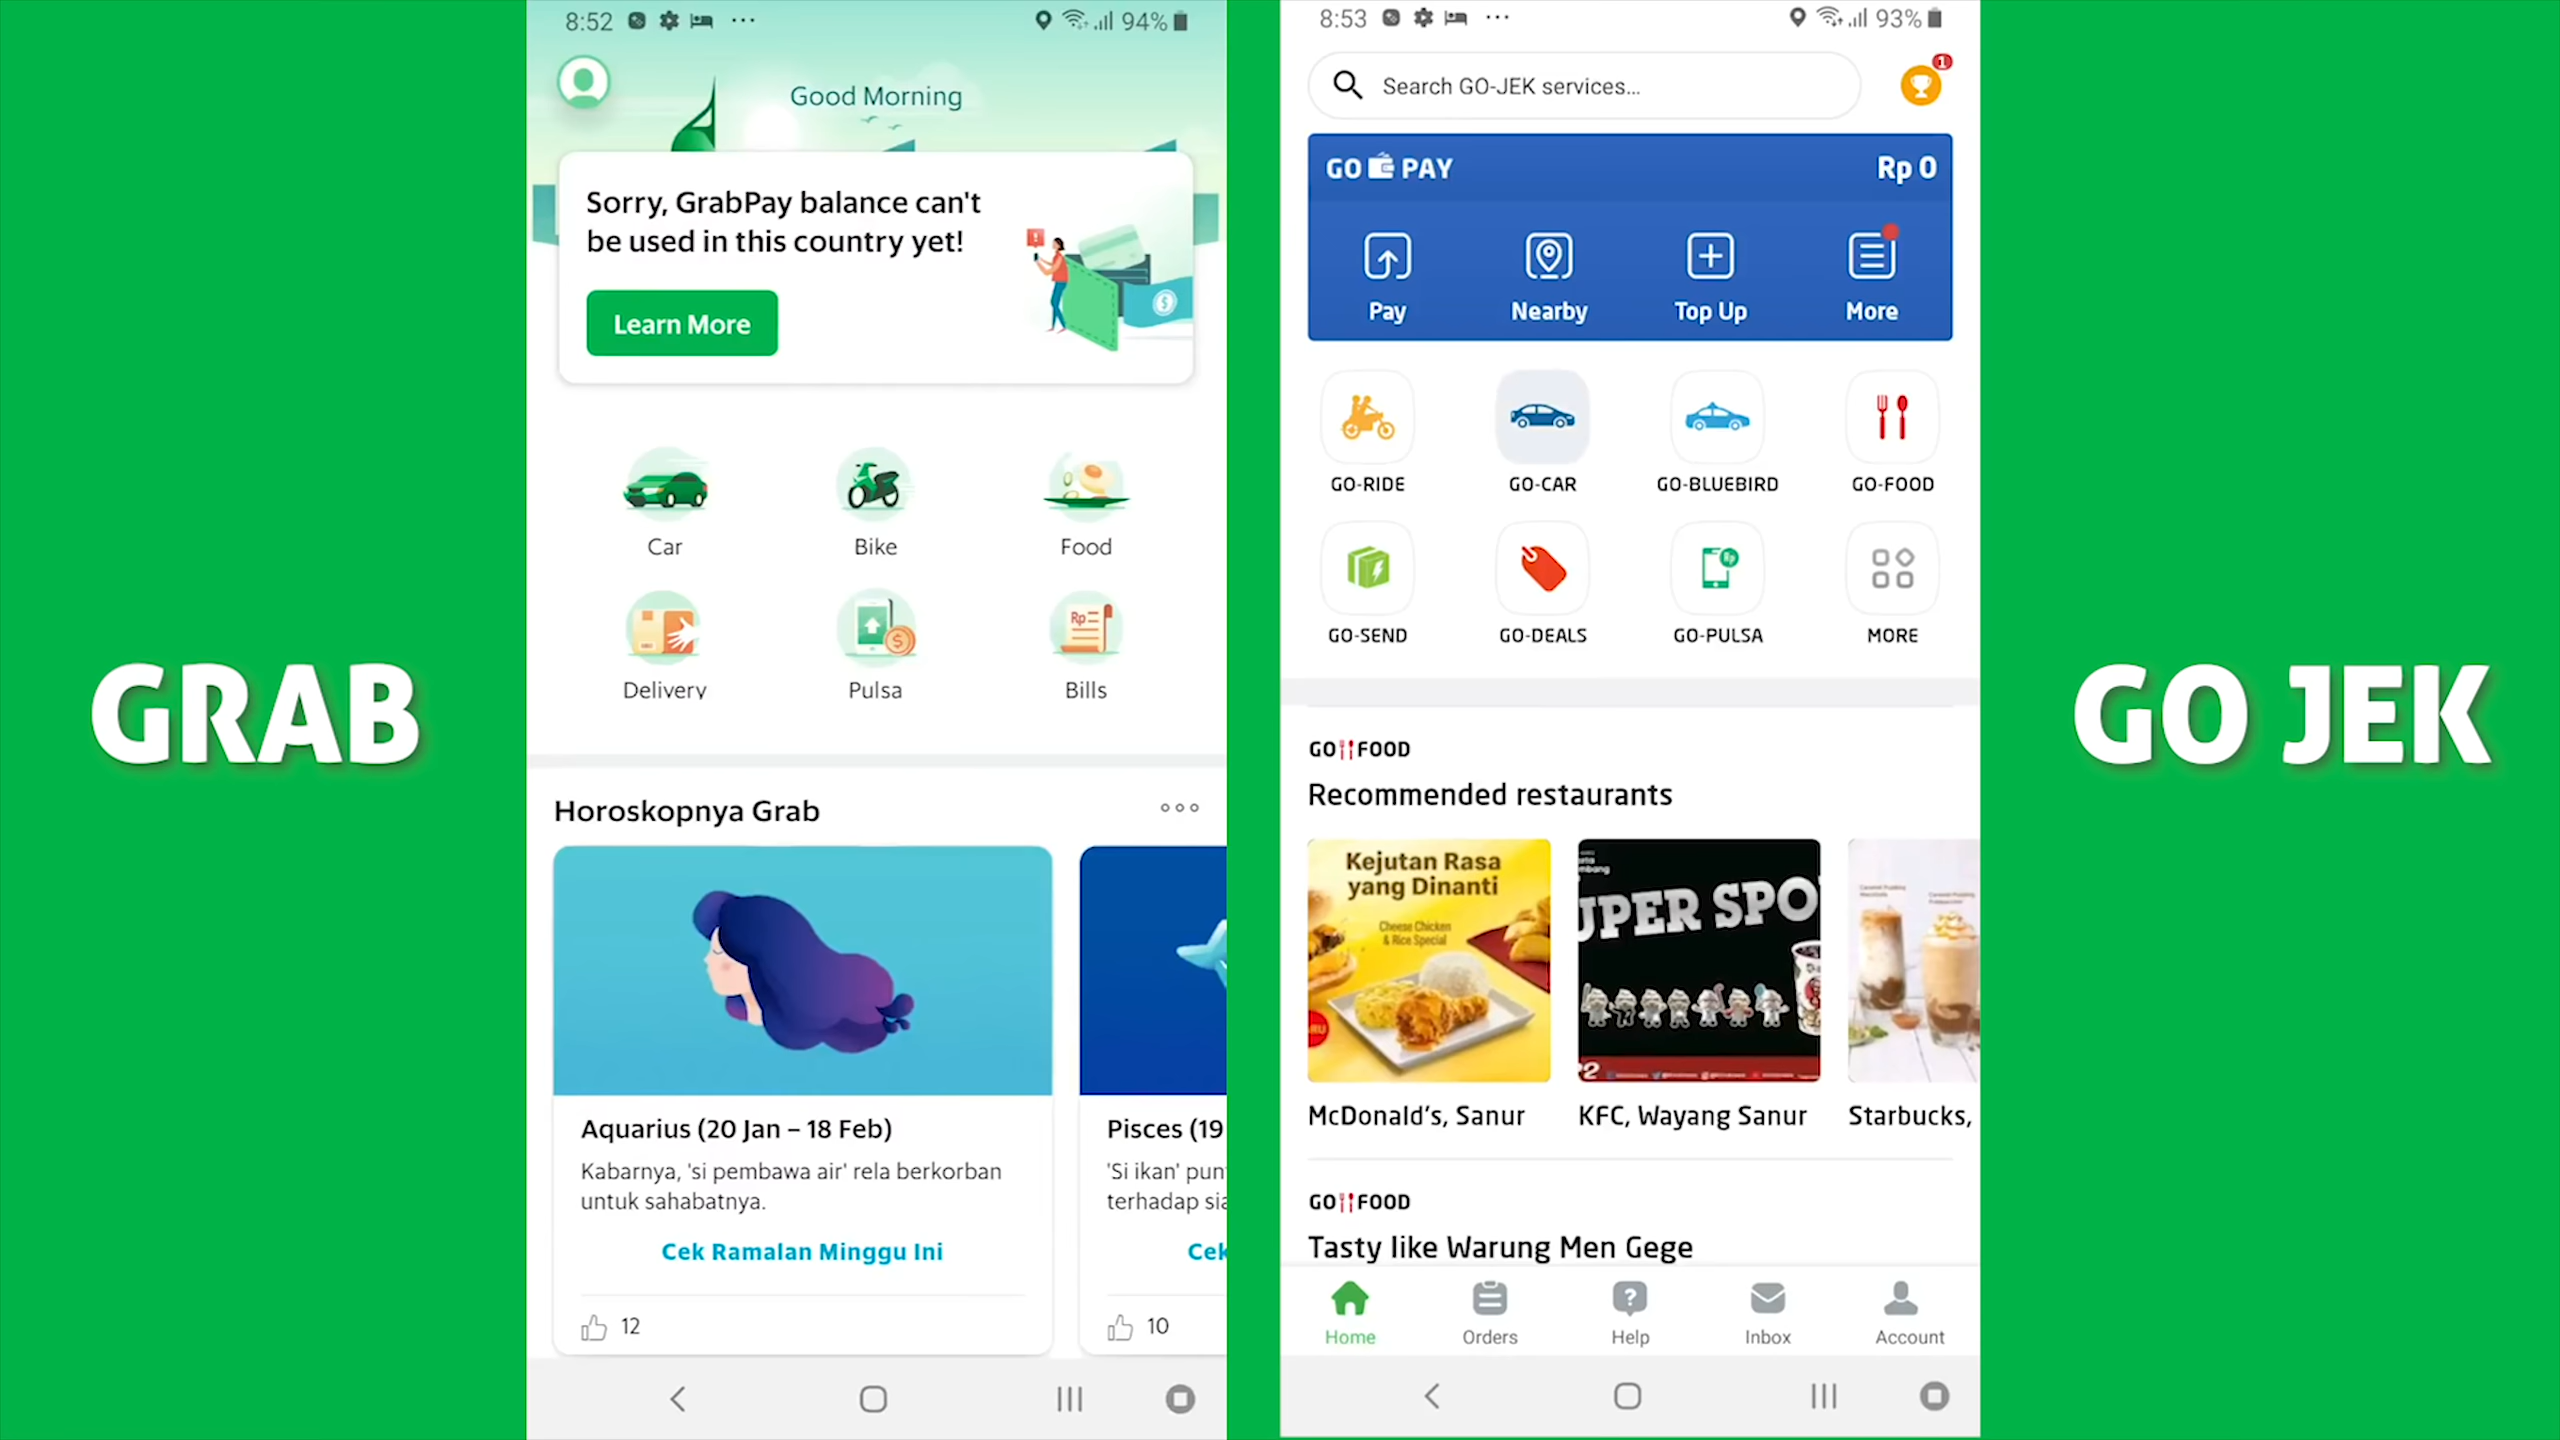 GRAB
8:52
94%
Good Morning
Sorry, GrabPay balance can't
be used in this country yet!
Learn More
Car
Bike
Food
Rp
Delivery
Pulsa
Bills
Horoskopnya Grab
Aquarius (20 Jan – 18 Feb)
Kabarnya, 'si pembawa air' rela berkorban
untuk sahabatnya.
Cek Ramalan Minggu Ini
12
Pisces (19
'Si ikan' pun
terhadap sia
Cek
10
8:53
93%
Search GO-JEK services...
1
GO PAY
Rp 0
Pay
Nearby
Top Up
More
GO-RIDE
GO-CAR
GO-BLUEBIRD
GO-FOOD
Rp
GO-SEND
GO-DEALS
GO-PULSA
MORE
GO FOOD
Recommended restaurants
Kejutan Rasa
yang Dinanti
Cheese Chicken
& Rice Special
UPER SPO
McDonald's, Sanur
KFC, Wayang Sanur
Starbucks,
GO FOOD
Tasty like Warung Men Gege
Home
Orders
Help
Inbox
Account
GO JEK